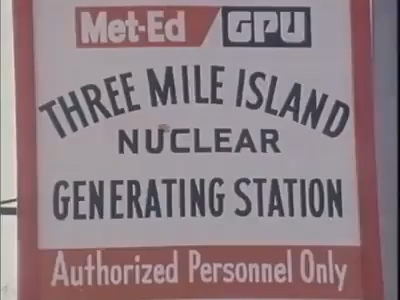 Met-Ed GPU
THREE MILE ISLAND
NUCLEAR
GENERATING STATION
Authorized Personnel Only